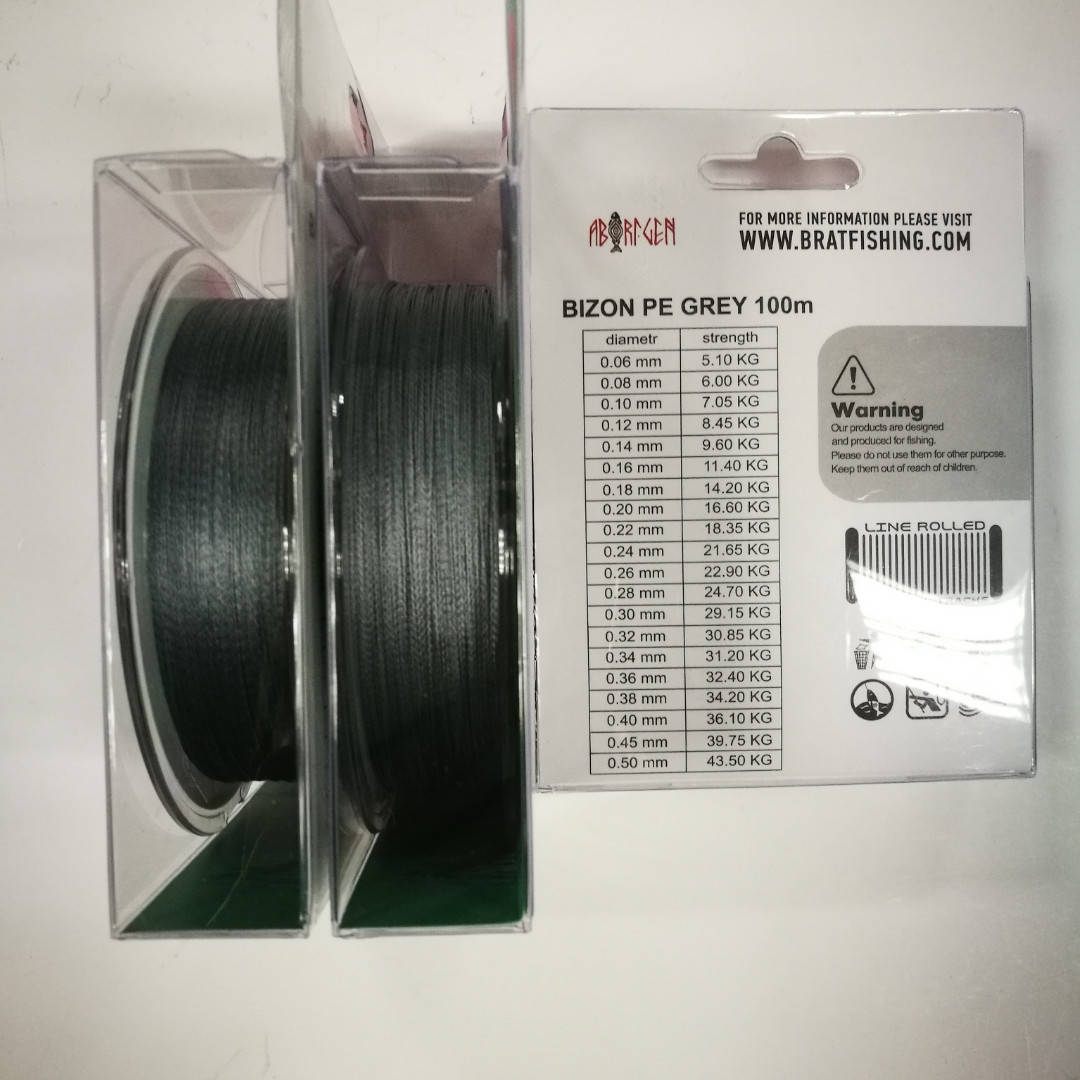 ABORIGEN
FOR MORE INFORMATION PLEASE VISIT
WWW.BRATFISHING.COM
BIZON PE GREY 100m
diametr strength
0.06 mm 5.10 KG
0.08 mm 6.00 KG
0.10 mm 7.05 KG
0.12 mm 8.45 KG
0.14 mm 9.60 KG
0.16 mm 11.40 KG
0.18 mm 14.20 KG
0.20 mm 16.60 KG
0.22 mm 18.35 KG
0.24 mm 21.65 KG
0.26 mm 22.90 KG
0.28 mm 24.70 KG
0.30 mm 29.15 KG
0.32 mm 30.85 KG
0.34 mm 31.20 KG
0.36 mm 32.40 KG
0.38 mm 34.20 KG
0.40 mm 36.10 KG
0.45 mm 39.75 KG
0.50 mm 43.50 KG
Warning
Our products are designed
and produced for fishing.
Please do not use them for other purpose.
Keep them out of reach of children.
LINE ROLLED